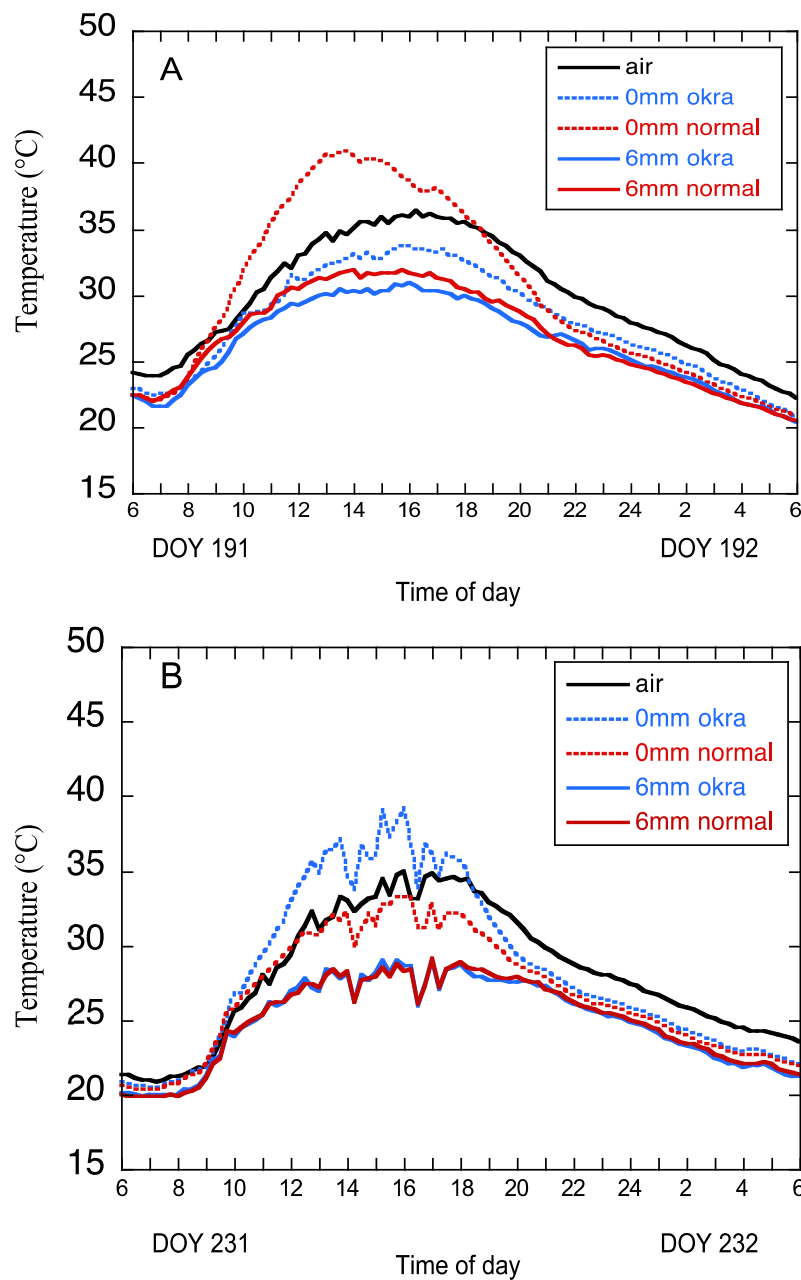 A
air
0mm okra
0mm normal
6mm okra
6mm normal
Temperature (°C)
50
45
40
35
30
25
20
15
6 8 10 12 14 16 18 20 22 24 2 4 6
DOY 191 DOY 192
Time of day
B
air
0mm okra
0mm normal
6mm okra
6mm normal
Temperature (°C)
50
45
40
35
30
25
20
15
6 8 10 12 14 16 18 20 22 24 2 4 6
DOY 231 DOY 232
Time of day